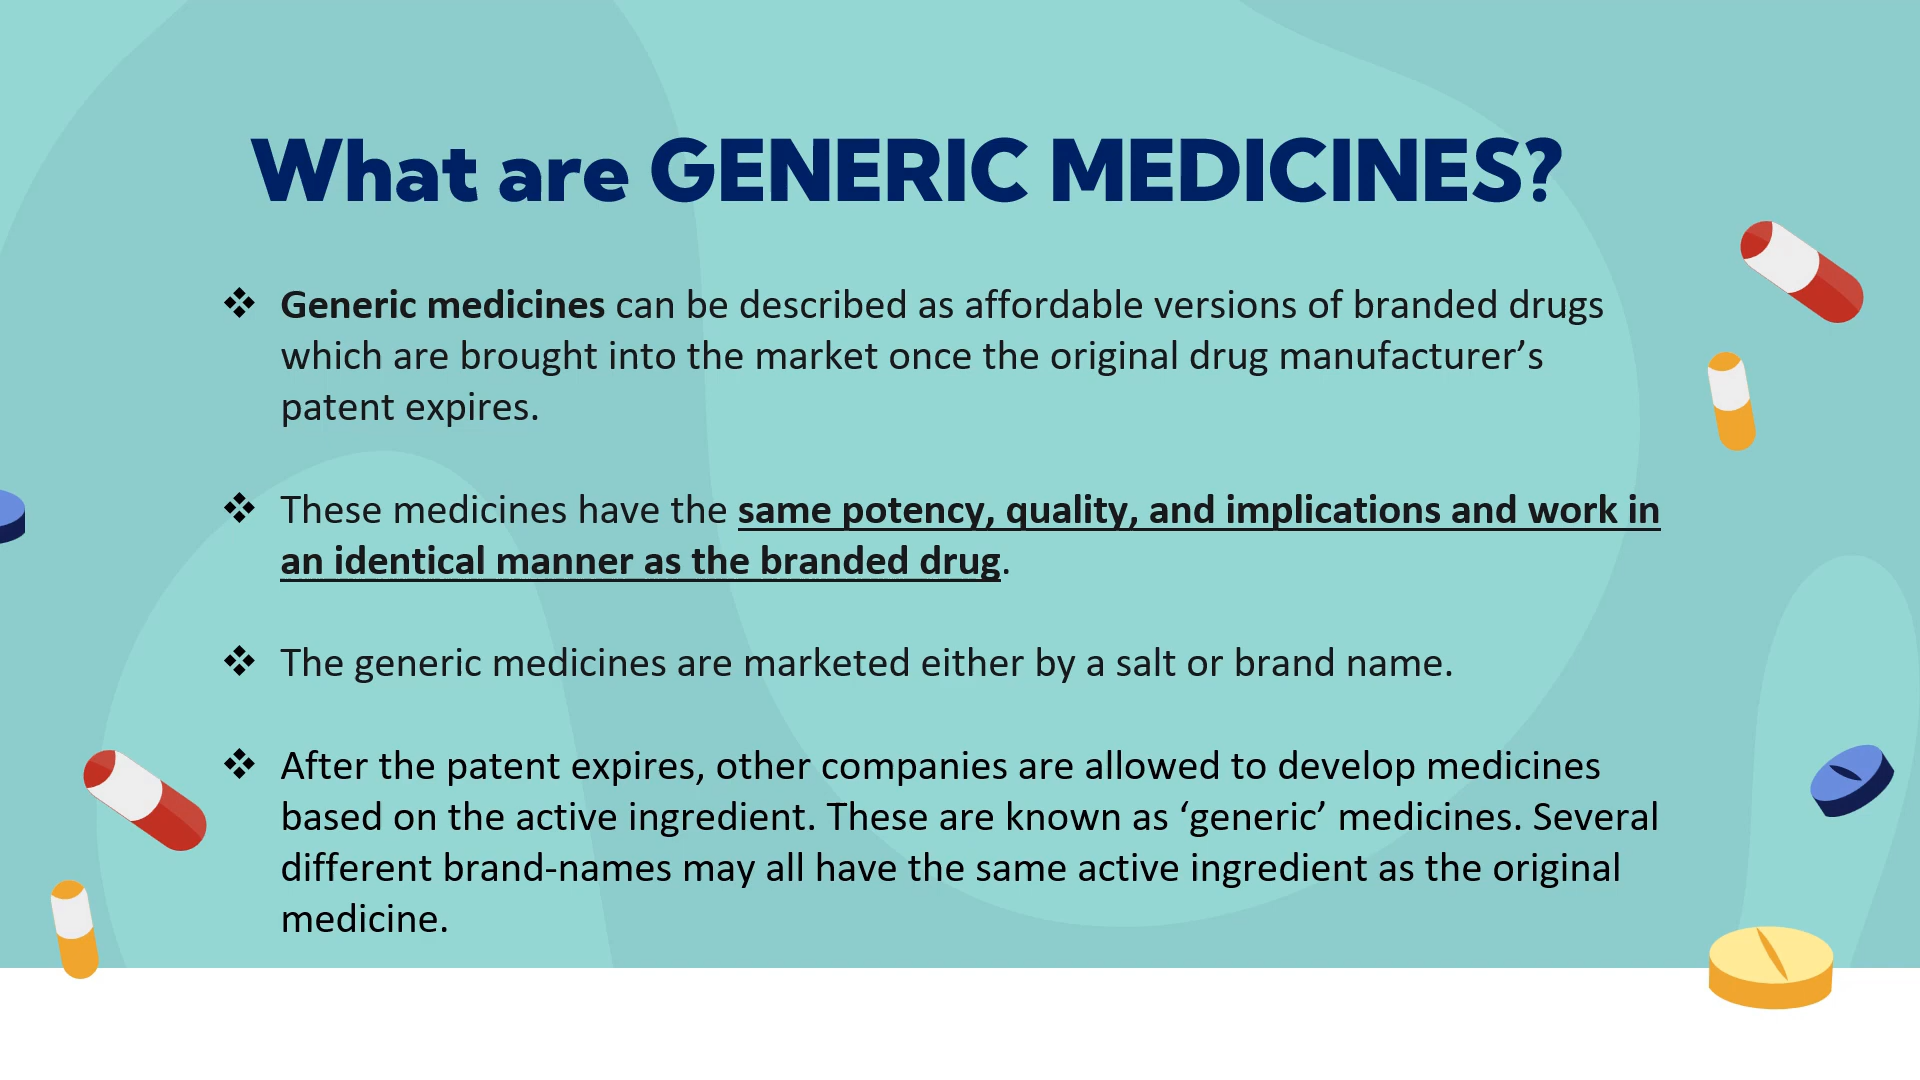 What are GENERIC MEDICINES?
❖ Generic medicines can be described as affordable versions of branded drugs
which are brought into the market once the original drug manufacturer’s
patent expires.
❖ These medicines have the same potency, quality, and implications and work in
an identical manner as the branded drug.
❖ The generic medicines are marketed either by a salt or brand name.
❖ After the patent expires, other companies are allowed to develop medicines
based on the active ingredient. These are known as ‘generic’ medicines. Several
different brand-names may all have the same active ingredient as the original
medicine.